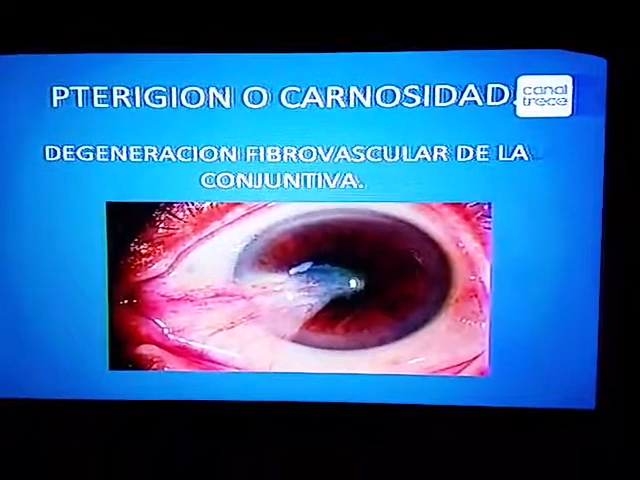 PTERIGION O CARNOSIDAD.
canal
trece
DEGENERACION FIBROVASCULAR DE LA
CONJUNTIVA.